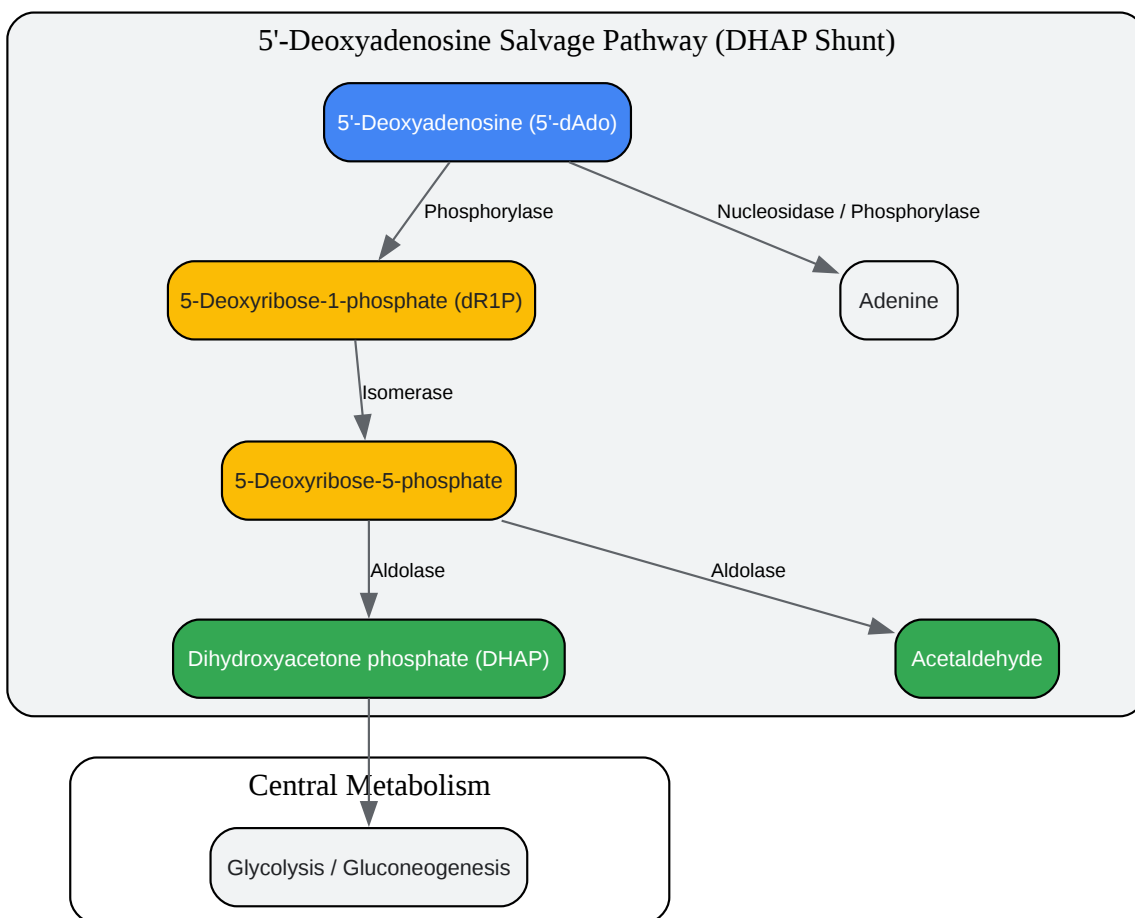 5'-Deoxyadenosine Salvage Pathway (DHAP Shunt)
5'-Deoxyadenosine (5'-dAdo)
Phosphorylase
Nucleosidase / Phosphorylase
5-Deoxyribose-1-phosphate (dR1P)
Adenine
Isomerase
5-Deoxyribose-5-phosphate
Aldolase
Aldolase
Dihydroxyacetone phosphate (DHAP)
Acetaldehyde
Central Metabolism
Glycolysis / Gluconeogenesis